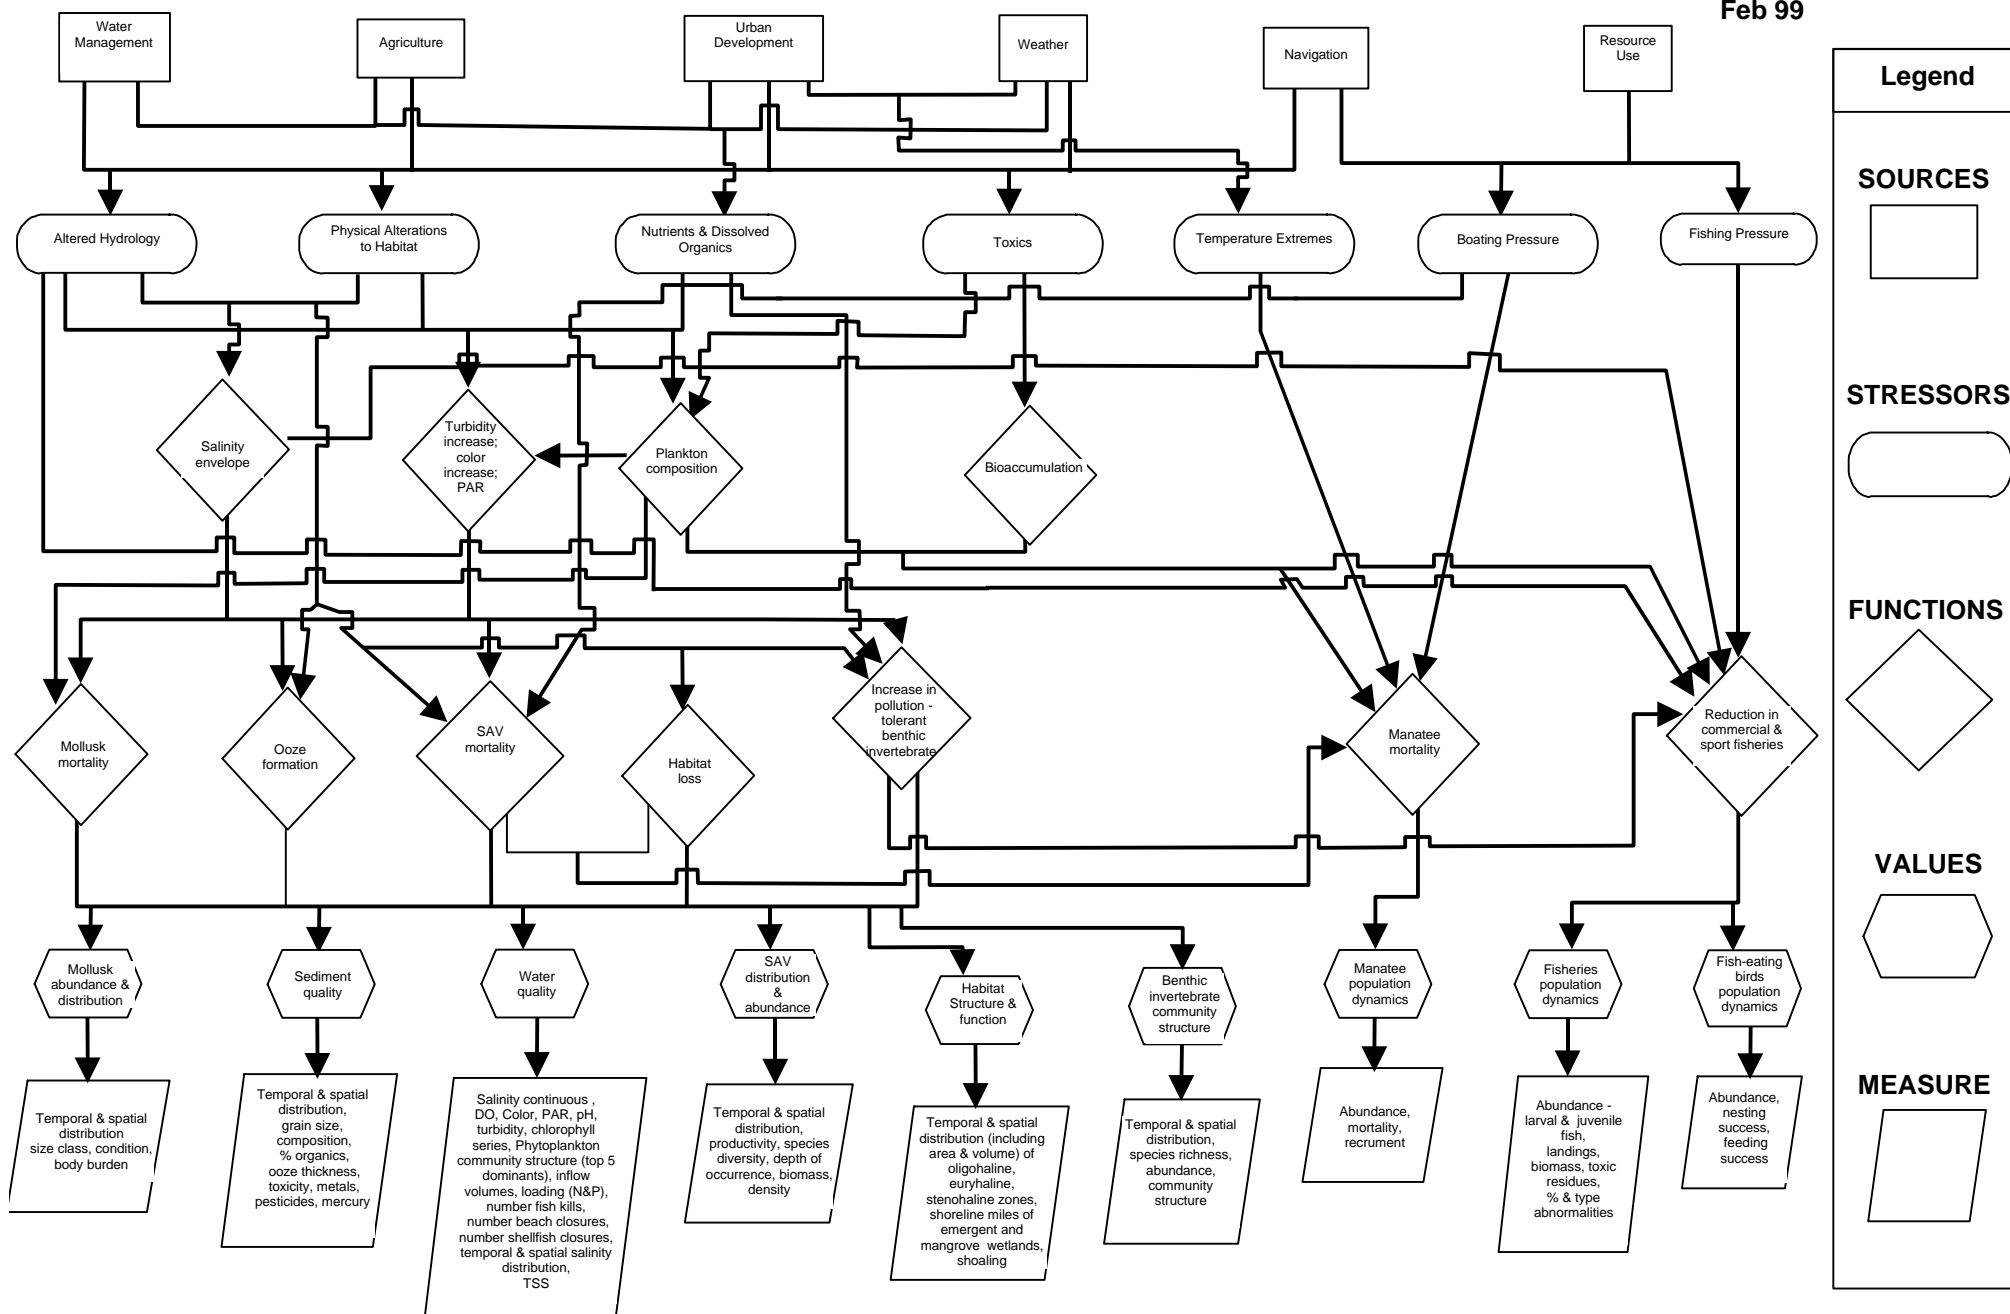 Feb 99
Water
Management
Agriculture
Urban
Development
Weather
Navigation
Resource
Use
Legend
SOURCES
STRESSORS
FUNCTIONS
VALUES
MEASURE
Altered Hydrology
Physical Alterations
to Habitat
Nutrients & Dissolved
Organics
Toxics
Temperature Extremes
Boating Pressure
Fishing Pressure
Salinity
envelope
Turbidity
increase;
color
increase;
PAR
Plankton
composition
Bioaccumulation
Mollusk
mortality
Ooze
formation
SAV
mortality
Habitat
loss
Increase in
pollution -
tolerant
benthic
invertebrate
Manatee
mortality
Reduction in
commercial &
sport fisheries
Mollusk
abundance &
distribution
Sediment
quality
Water
quality
SAV
distribution
&
abundance
Habitat
Structure &
function
Benthic
invertebrate
community
structure
Manatee
population
dynamics
Fisheries
population
dynamics
Fish-eating
birds
population
dynamics
Temporal & spatial
distribution
size class, condition,
body burden
Temporal & spatial
distribution,
grain size,
composition,
% organics,
ooze thickness,
toxicity, metals,
pesticides, mercury
Salinity continuous ,
DO, Color, PAR, pH,
turbidity, chlorophyll
series, Phytoplankton
community structure (top 5
dominants), inflow
volumes, loading (N&P),
number fish kills,
number beach closures,
number shellfish closures,
temporal & spatial salinity
distribution,
TSS
Temporal & spatial
distribution,
productivity, species
diversity, depth of
occurrence, biomass,
density
Temporal & spatial
distribution (including
area & volume) of
oligohaline,
euryhaline,
stenohaline zones,
shoreline miles of
emergent and
mangrove wetlands,
shoaling
Temporal & spatial
distribution,
species richness,
abundance,
community
structure
Abundance,
mortality,
recrument
Abundance -
larval & juvenile
fish,
landings,
biomass, toxic
residues,
% & type
abnormalities
Abundance,
nesting
success,
feeding
success